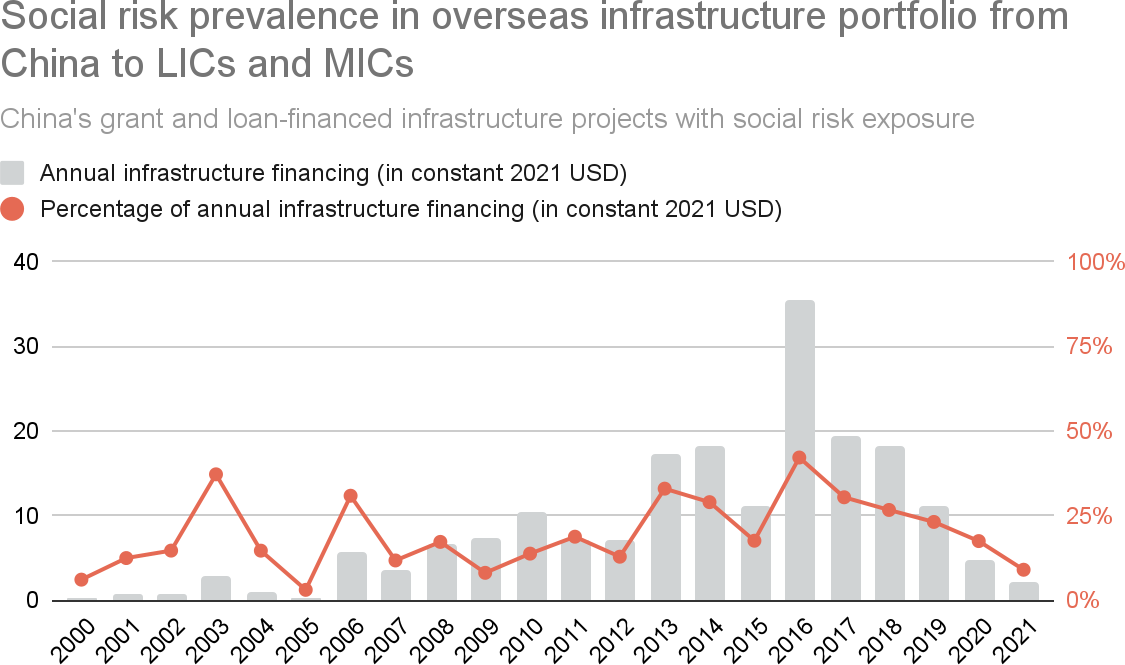 Social risk prevalence in overseas infrastructure portfolio from
China to LICs and MICs
China's grant and loan-financed infrastructure projects with social risk exposure
Annual infrastructure financing (in constant 2021 USD)
Percentage of annual infrastructure financing (in constant 2021 USD)
40 100%
30 75%
20 50%
10 25%
0 0%
2000 2001 2002 2003 2004 2005 2006 2007 2008 2009 2010 2011 2012 2013 2014 2015 2016 2017 2018 2019 2020 2021